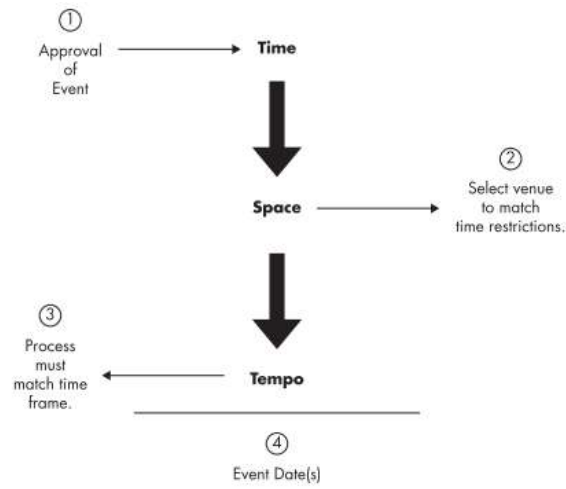 ①
Approval
of
Event
Time
Space
②
Select venue
to match
time restrictions.
③
Process
must
match time
frame.
Tempo
④
Event Date(s)